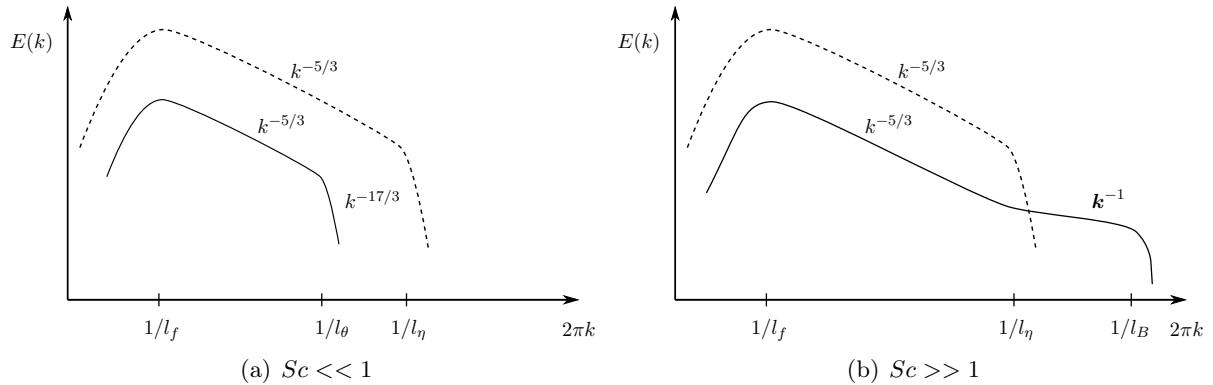 E(k)
k^{-5/3}
k^{-5/3}
k^{-17/3}
1/l_f
1/l_θ
1/l_η
2πk
(a) Sc << 1
E(k)
k^{-5/3}
k^{-5/3}
k^{-1}
1/l_f
1/l_η
1/l_B
2πk
(b) Sc >> 1